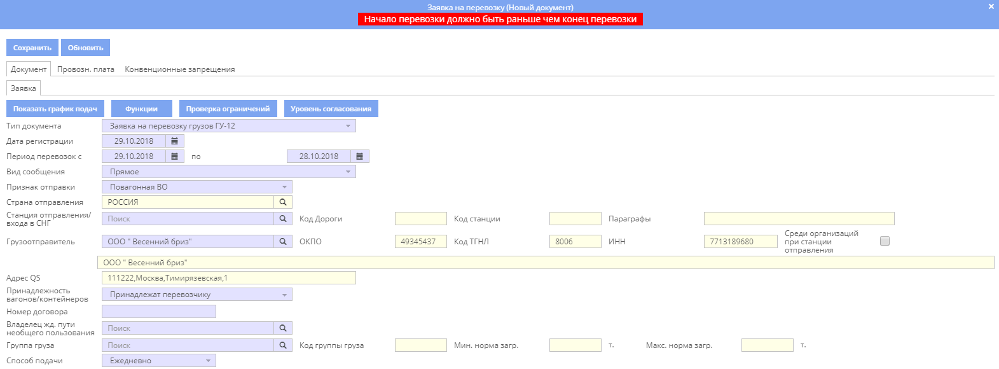 Заявка на перевозку (Новый документ)
×
Начало перевозки должно быть раньше чем конец перевозки
Сохранить Обновить
Документ Провозн. плата Конвенционные запрещения
Заявка
Показать график подач Функции Проверка ограничений Уровень согласования
Тип документа Заявка на перевозку грузов ГУ-12
Дата регистрации 29.10.2018
Период перевозок с 29.10.2018 по 28.10.2018
Вид сообщения Прямое
Признак отправки Повагонная ВО
Страна отправления РОССИЯ
Станция отправления/
входа в СНГ Поиск Код Дороги Код станции Параграфы
Грузоотправитель ООО " Весенний бриз" ОКПО 49345437 Код ТГНЛ 8006 ИНН 7713189680 Среди организаций
при станции
отправления
ООО " Весенний бриз"
Адрес QS 111222,Москва,Тимирязевская,1
Принадлежность
вагонов/контейнеров Принадлежат перевозчику
Номер договора
Владелец жд. пути
необщего пользования Поиск
Группа груза Поиск Код группы груза Мин. норма загр. т. Макс. норма загр. т.
Способ подачи Ежедневно